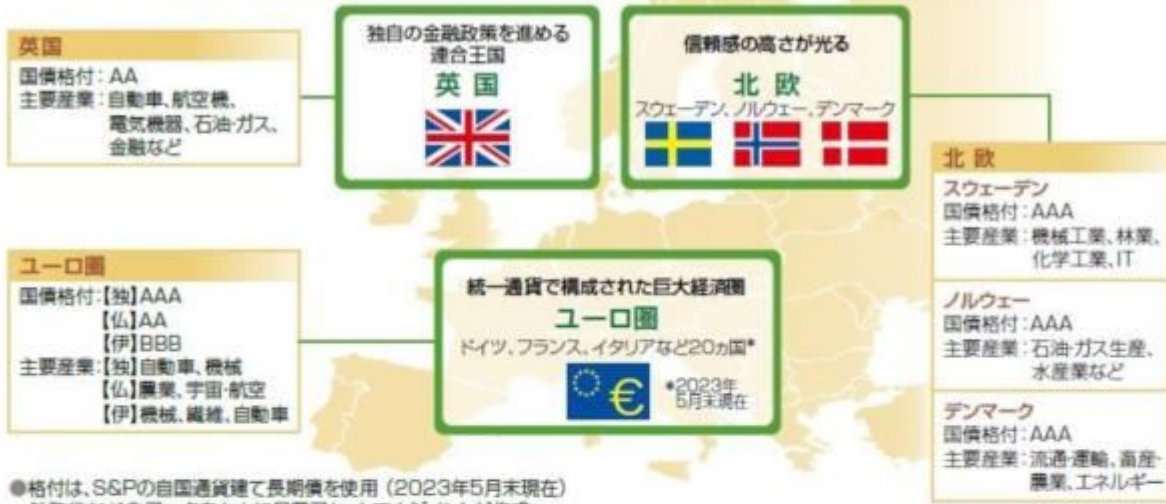 英国
国債格付：AA
主要産業：自動車、航空機、
電気機器、石油・ガス、
金融など
独自の金融政策を進める
連合王国
英国
信頼感の高さが光る
北欧
スウェーデン、ノルウェー、デンマーク
北欧
スウェーデン
国債格付：AAA
主要産業：機械工業、林業、
化学工業、IT
ノルウェー
国債格付：AAA
主要産業：石油・ガス生産、
水産業など
デンマーク
国債格付：AAA
主要産業：流通・運輸、畜産・
農業、エネルギー
ユーロ圏
国債格付：【独】AAA
【仏】AA
【伊】BBB
主要産業：【独】自動車、機械
【仏】農業、宇宙・航空
【伊】機械、繊維、自動車
統一通貨で構成された巨大経済圏
ユーロ圏
ドイツ、フランス、イタリアなど20ヵ国*
€
*2023年
5月末現在
●格付は、S&Pの自国通貨建て長期債を使用（2023年5月末現在）